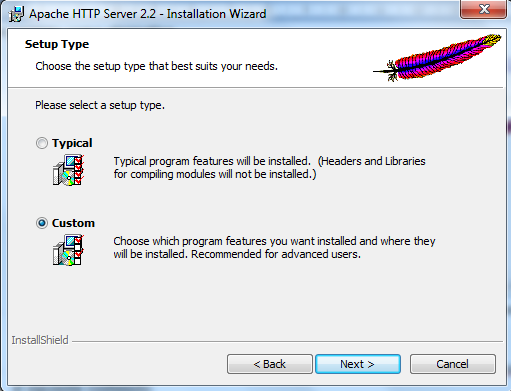 Apache HTTP Server 2.2 - Installation Wizard
Setup Type
Choose the setup type that best suits your needs.
Please select a setup type.
Typical
Typical program features will be installed.  (Headers and Libraries
for compiling modules will not be installed.)
Custom
Choose which program features you want installed and where they
will be installed. Recommended for advanced users.
InstallShield
< Back
Next >
Cancel